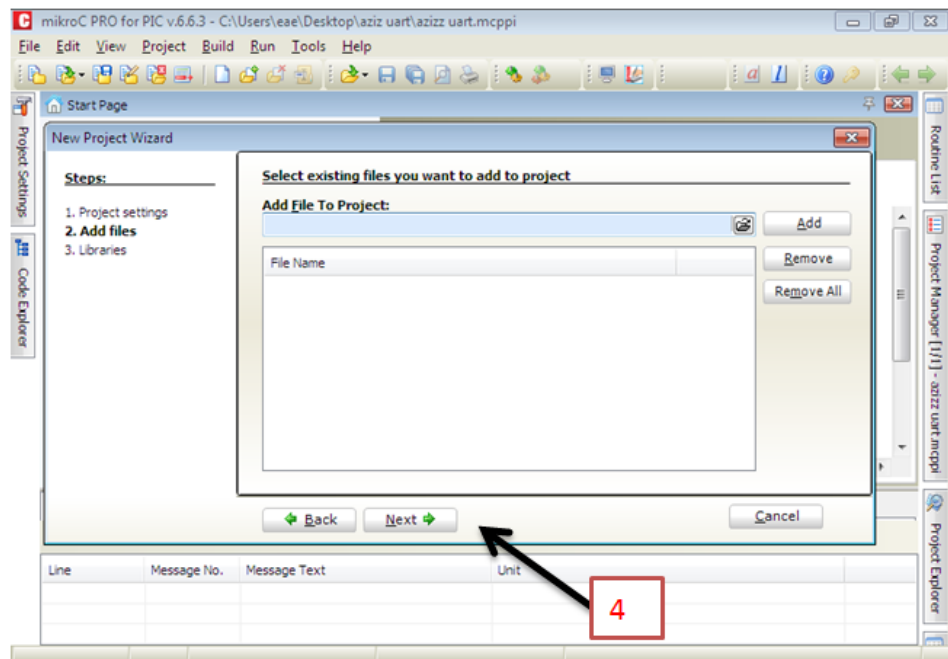 mikroC PRO for PIC v.6.6.3 - C:\Users\eae\Desktop\aziz uart\azizz uart.mcppi
File Edit View Project Build Run Tools Help
Start Page
New Project Wizard
Steps:
1. Project settings
2. Add files
3. Libraries
Select existing files you want to add to project
Add File To Project:
Add
File Name
Remove
Remove All
Back Next Cancel
Line Message No. Message Text Unit
4
Project Settings
Code Explorer
Routine List
Project Manager [1/1] - azizz uart.mcppi
Project Explorer